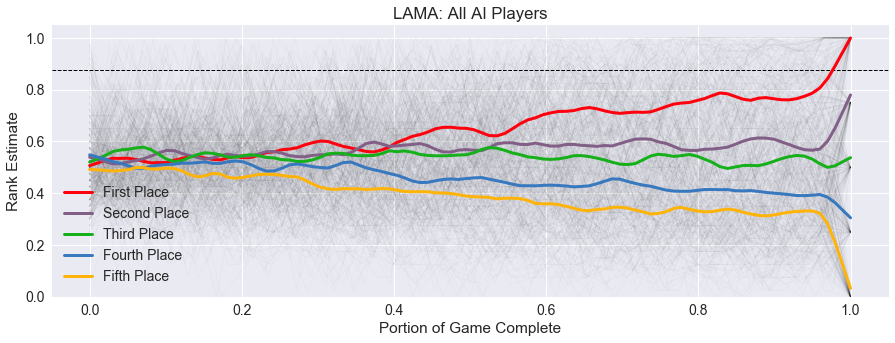 LAMA: All AI Players
1.0
0.8
0.6
0.4
0.2
0.0
Rank Estimate
First Place
Second Place
Third Place
Fourth Place
Fifth Place
0.0 0.2 0.4 0.6 0.8 1.0
Portion of Game Complete